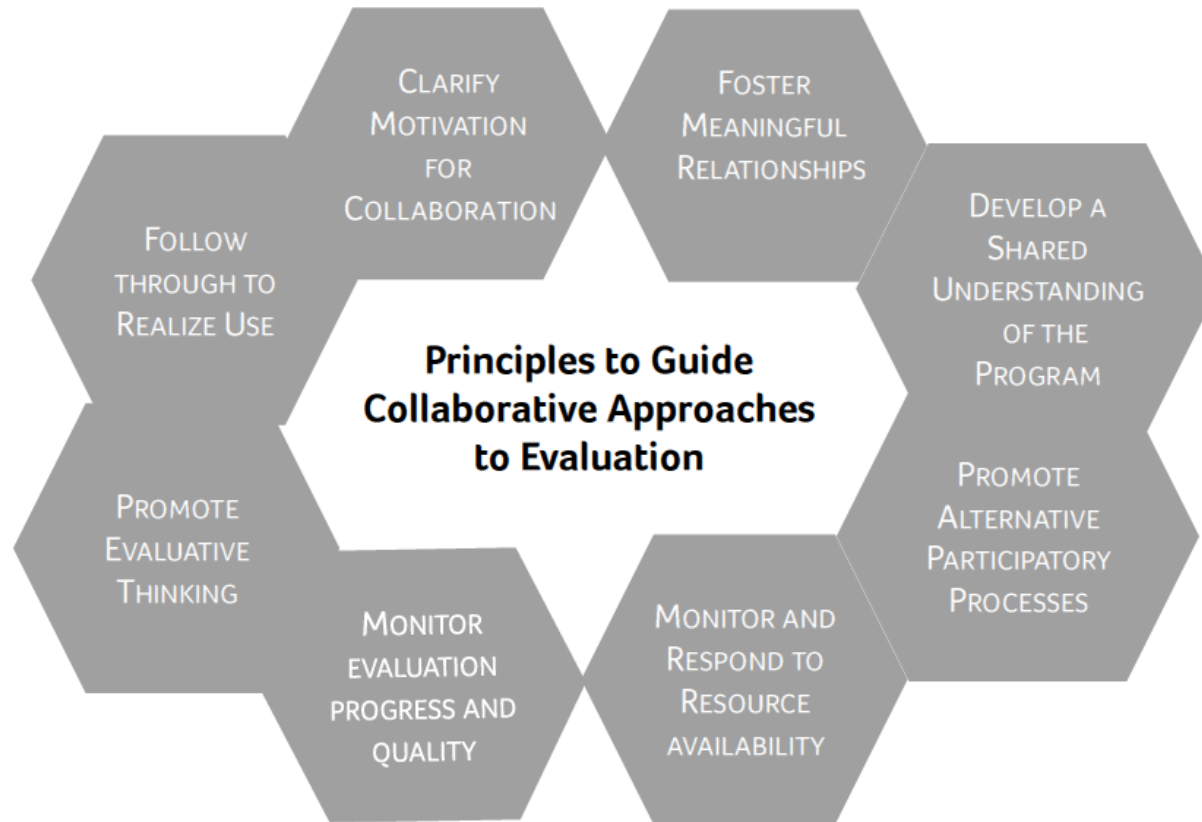 Clarify
Motivation
for
Collaboration
Foster
Meaningful
Relationships
Develop a
Shared
Understanding
of the
Program
Promote
Alternative
Participatory
Processes
Monitor and
Respond to
Resource
availability
Monitor
evaluation
progress and
quality
Promote
Evaluative
Thinking
Follow
through to
Realize Use
Principles to Guide
Collaborative Approaches
to Evaluation